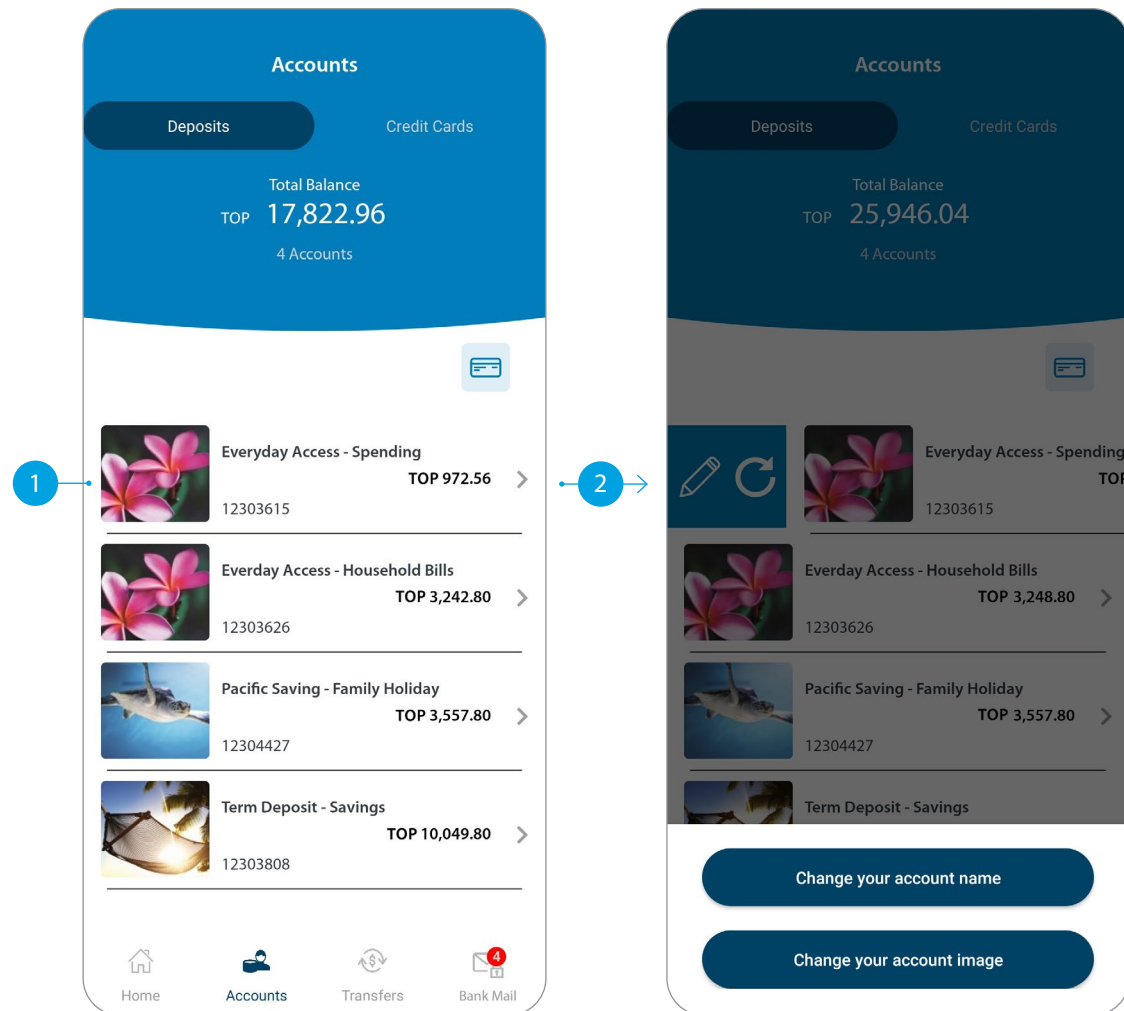 Accounts
Deposits
Credit Cards
Total Balance
TOP 17,822.96
4 Accounts
1
Everyday Access - Spending
TOP 972.56
12303615
Everday Access - Household Bills
TOP 3,242.80
12303626
Pacific Saving - Family Holiday
TOP 3,557.80
12304427
Term Deposit - Savings
TOP 10,049.80
12303808
Home
Accounts
Transfers
4
Bank Mail
2
Accounts
Deposits
Credit Cards
Total Balance
TOP 25,946.04
4 Accounts
Everyday Access - Spending
TOP
12303615
Everday Access - Household Bills
TOP 3,248.80
12303626
Pacific Saving - Family Holiday
TOP 3,557.80
12304427
Term Deposit - Savings
Change your account name
Change your account image